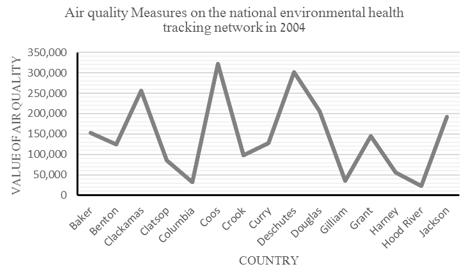 Air quality Measures on the national environmental health
tracking network in 2004
VALUE OF AIR QUALITY
350,000
300,000
250,000
200,000
150,000
100,000
50,000
0
Baker
Benton
Clackamas
Clatsop
Columbia
Coos
Crook
Curry
Deschutes
Douglas
Gilliam
Grant
Harney
Hood River
Jackson
COUNTRY